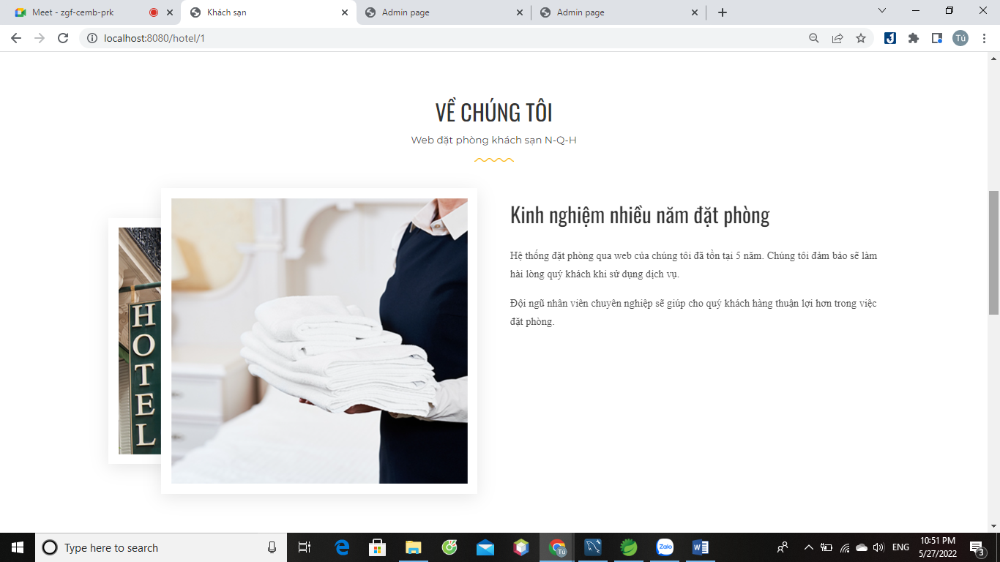 Meet - zgf-cemb-prk
Khách sạn
Admin page
Admin page
localhost:8080/hotel/1
Tú
VỀ CHÚNG TÔI
Web đặt phòng khách sạn N-Q-H
HOTEL
Kinh nghiệm nhiều năm đặt phòng
Hệ thống đặt phòng qua web của chúng tôi đã tồn tại 5 năm. Chúng tôi đảm bảo sẽ làm
hài lòng quý khách khi sử dụng dịch vụ.
Đội ngũ nhân viên chuyên nghiệp sẽ giúp cho quý khách hàng thuận lợi hơn trong việc
đặt phòng.
Type here to search
Tú
Zalo
ENG
10:51 PM
5/27/2022
3